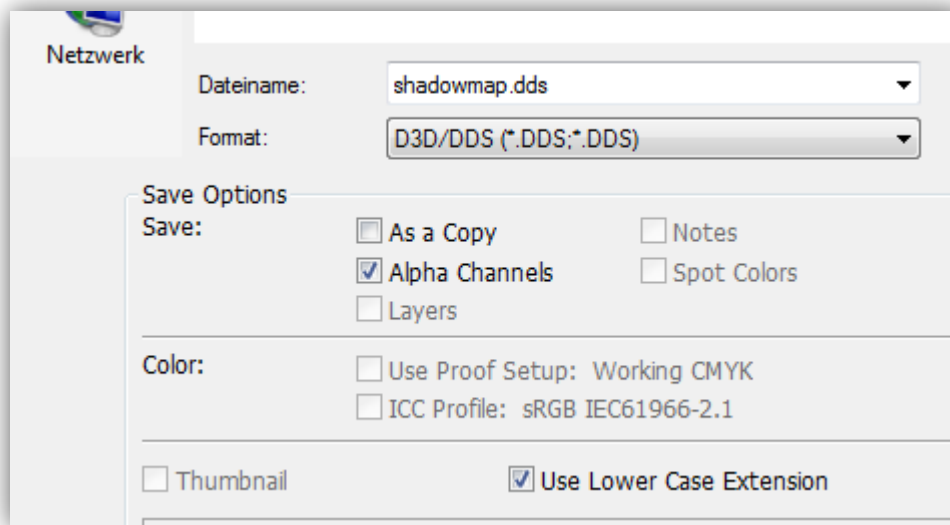 Netzwerk
Dateiname: shadowmap.dds
Format: D3D/DDS (*.DDS;*.DDS)
Save Options
Save: As a Copy Notes
Alpha Channels Spot Colors
Layers
Color: Use Proof Setup: Working CMYK
ICC Profile: sRGB IEC61966-2.1
Thumbnail Use Lower Case Extension